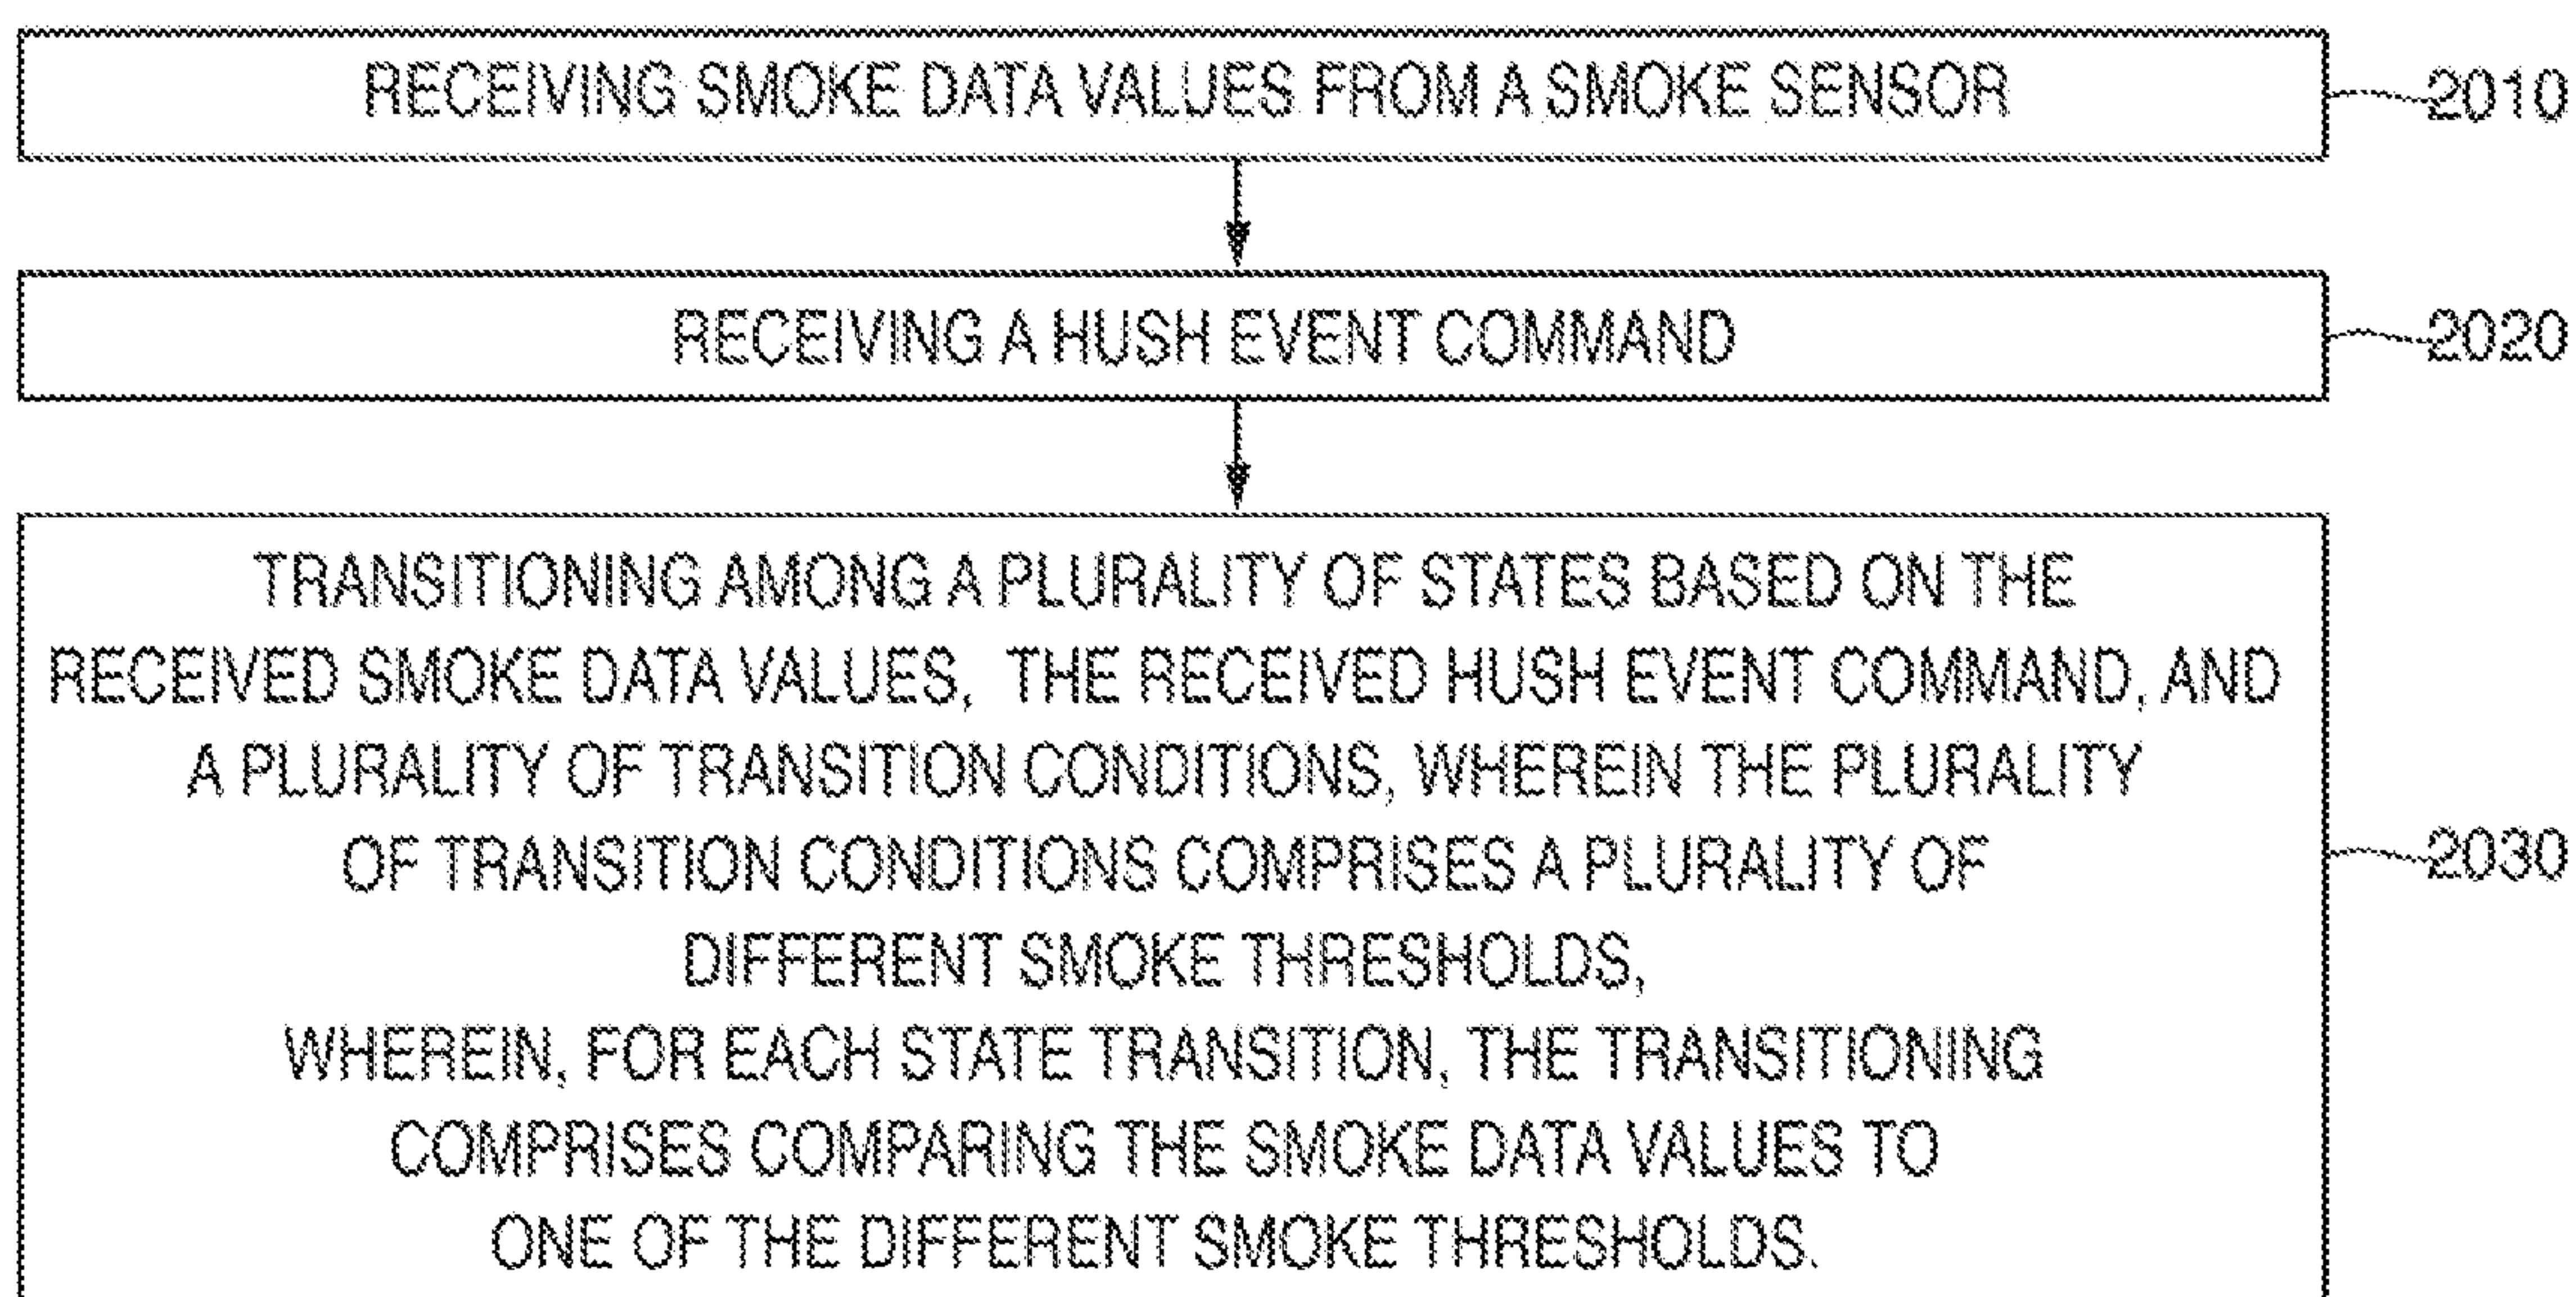 RECEIVING SMOKE DATA VALUES FROM A SMOKE SENSOR
2010
RECEIVING A HUSH EVENT COMMAND
2020
TRANSITIONING AMONG A PLURALITY OF STATES BASED ON THE
RECEIVED SMOKE DATA VALUES, THE RECEIVED HUSH EVENT COMMAND, AND
A PLURALITY OF TRANSITION CONDITIONS, WHEREIN THE PLURALITY
OF TRANSITION CONDITIONS COMPRISES A PLURALITY OF
DIFFERENT SMOKE THRESHOLDS,
WHEREIN, FOR EACH STATE TRANSITION, THE TRANSITIONING
COMPRISES COMPARING THE SMOKE DATA VALUES TO
ONE OF THE DIFFERENT SMOKE THRESHOLDS.
2030